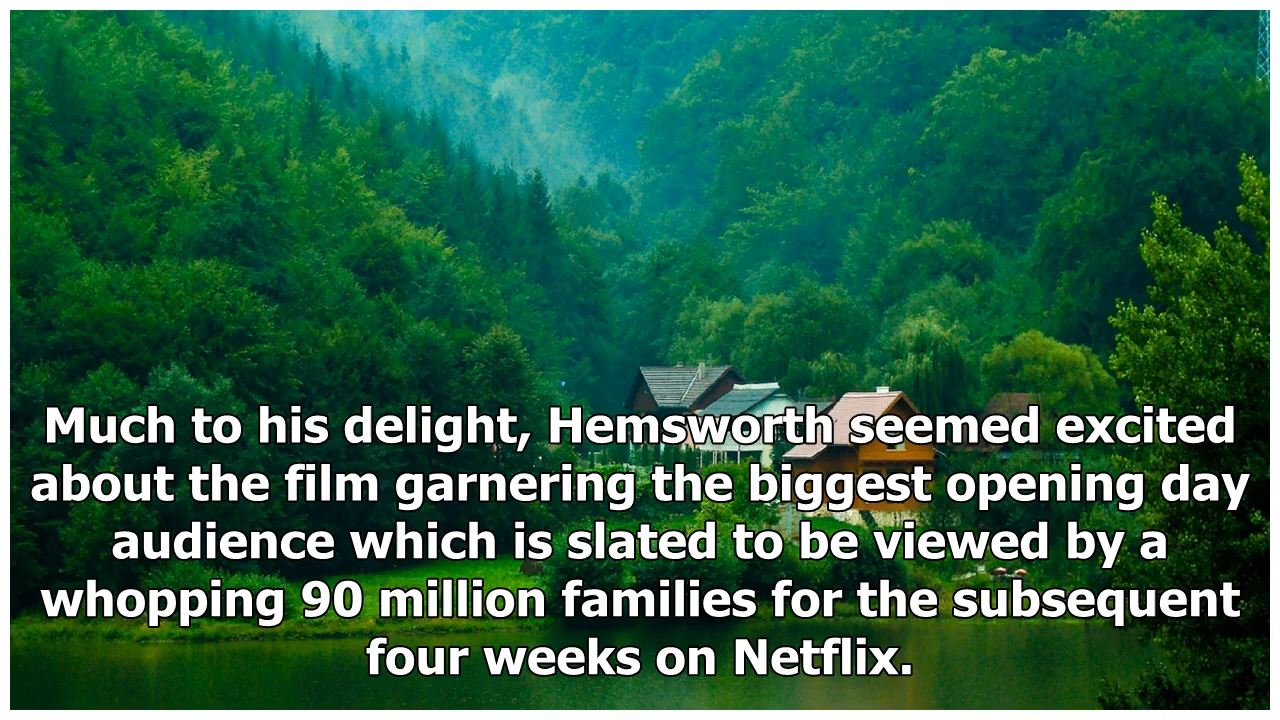 Much to his delight, Hemsworth seemed excited
about the film garnering the biggest opening day
audience which is slated to be viewed by a
whopping 90 million families for the subsequent
four weeks on Netflix.